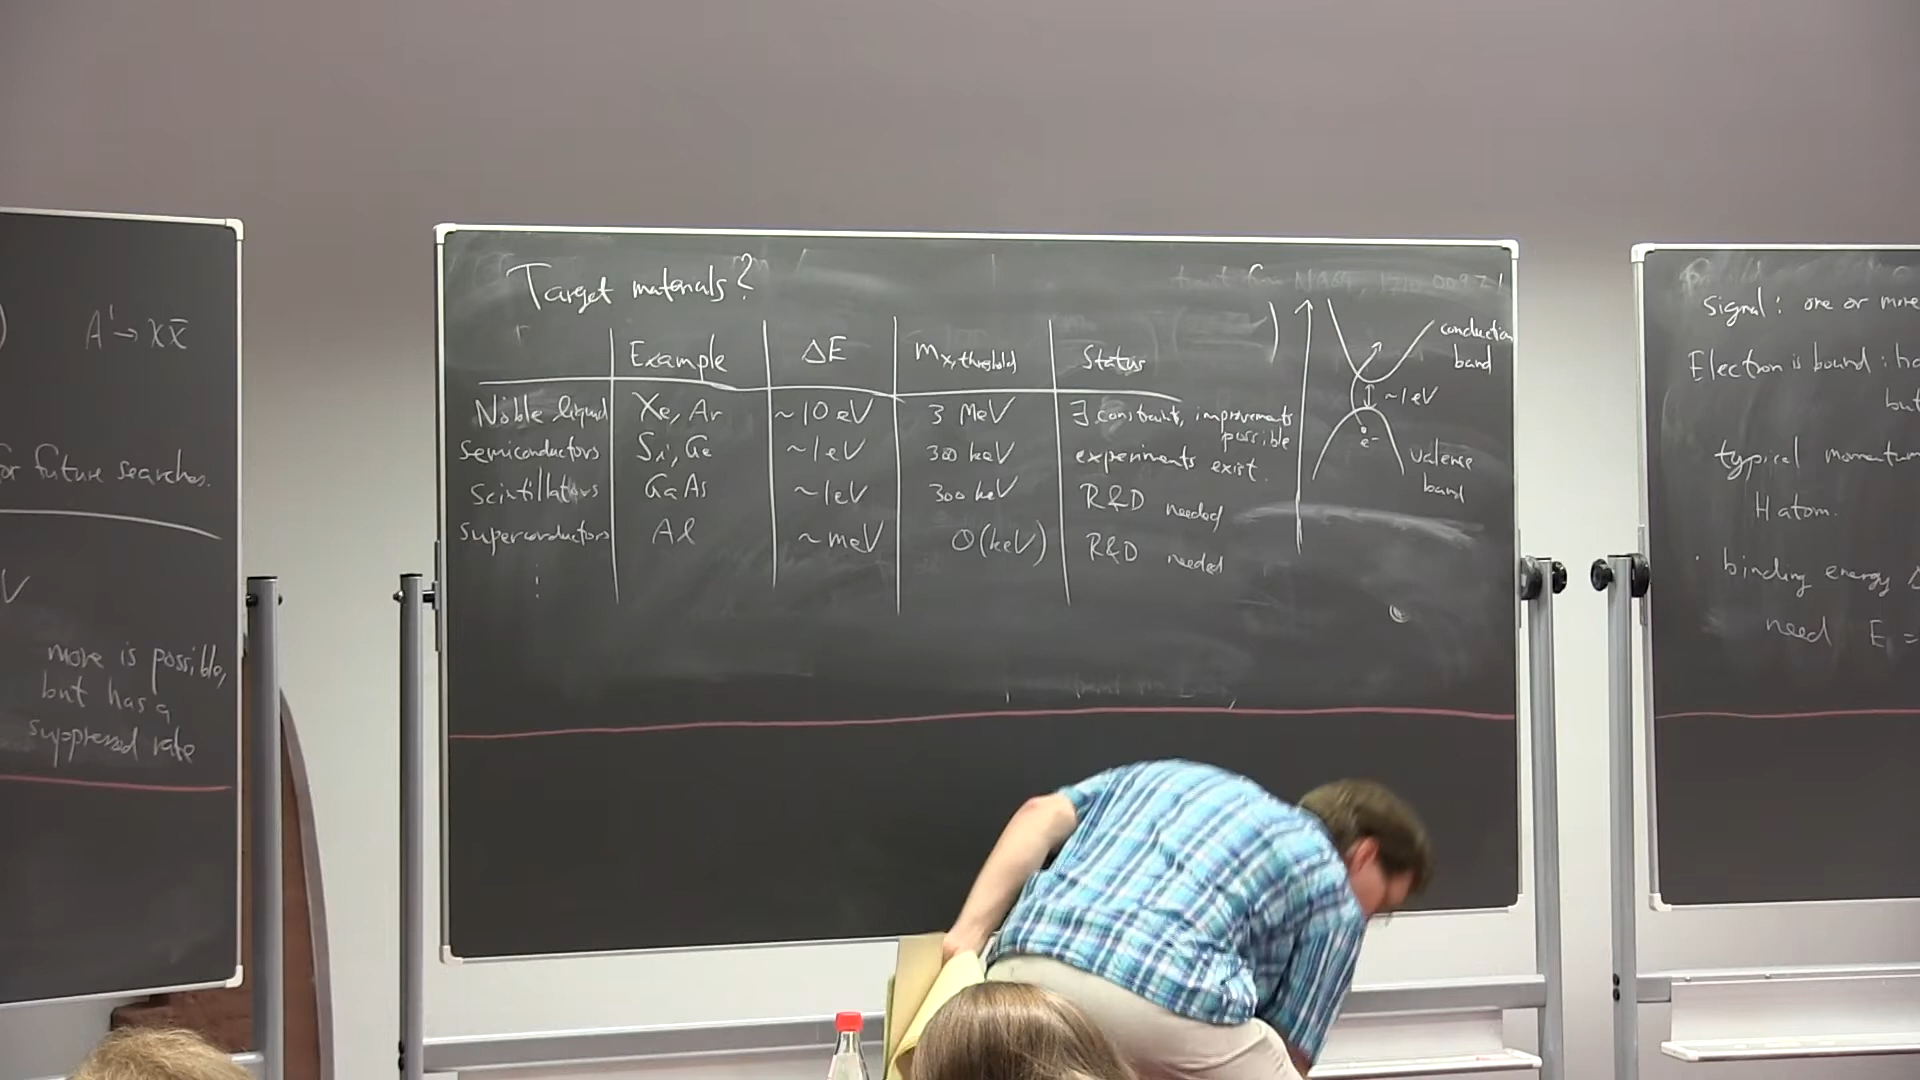 A' → χχ̄
for future searches.
V
more is possible,
but has a
suppressed rate
Target materials?
Example ΔE mχ,threshold Status
Noble liquid Xe, Ar ~10 eV 3 MeV ∃ constraints, improvements possible
Semiconductors Si, Ge ~1 eV 300 keV experiments exist.
Scintillators GaAs ~1 eV 300 keV R&D needed
Superconductors Al ~ meV O(keV) R&D needed
⋮
conduction
band
~1 eV
e-
valence
band
Signal: one or more
Electron is bound:
but
typical momentum
H atom.
• binding energy
need E₁ =